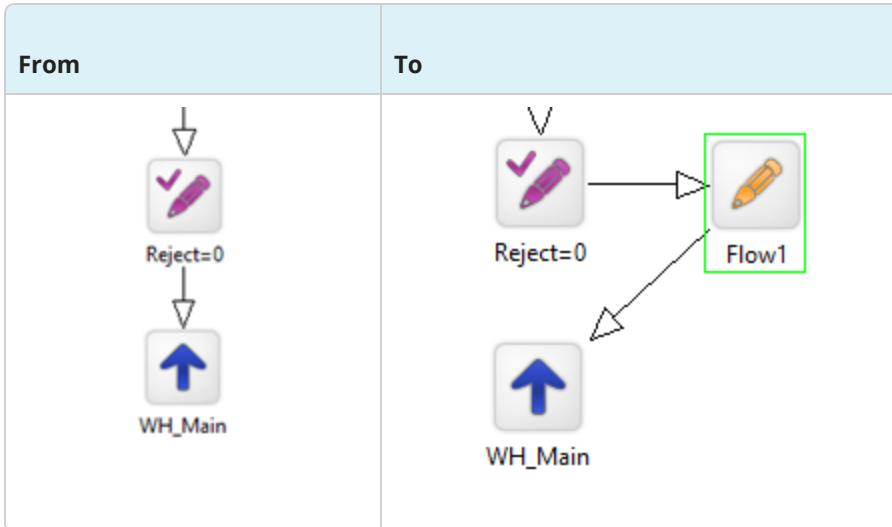 From
To
Reject=0
WH_Main
Reject=0
Flow1
WH_Main